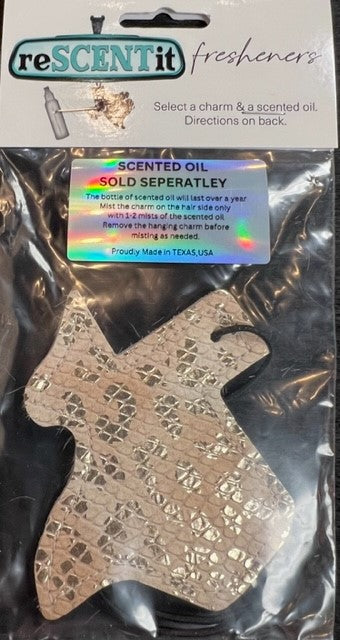 reSCENTit fresheners
Select a charm & a scented oil.
Directions on back.
SCENTED OIL
SOLD SEPERATLEY
The bottle of scented oil will last over a year
Mist the charm on the hair side only
with 1-2 mists of the scented oil.
Remove the hanging charm before
misting as needed.
Proudly Made in TEXAS,USA